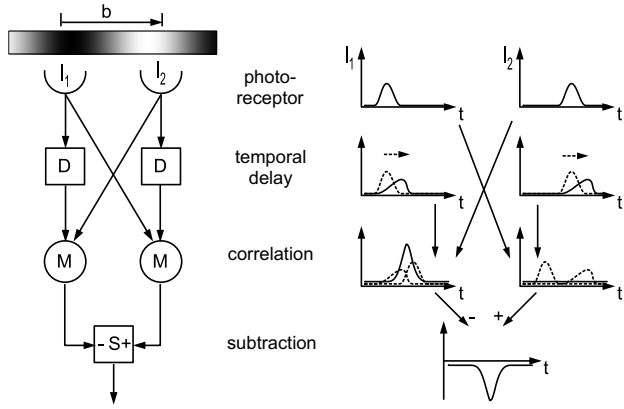 b
I1 I2
photo-
receptor
I1 I2
t t
D D
temporal
delay
t t
M M
correlation
t t
- +
- S+
subtraction
t